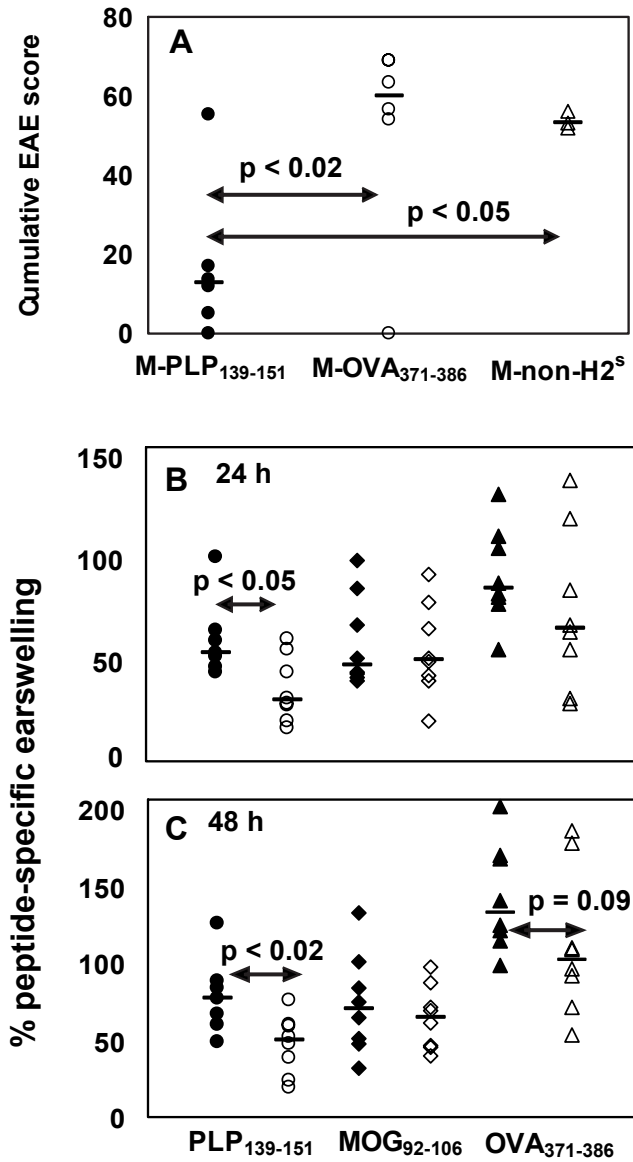 A
Cumulative EAE score
80
60
40
20
0
p < 0.02
p < 0.05
M-PLP139-151 M-OVA371-386 M-non-H2s
% peptide-specific earswelling
B 24 h
150
100
50
0
p < 0.05
C 48 h
200
150
100
50
0
p < 0.02
p = 0.09
PLP139-151 MOG92-106 OVA371-386